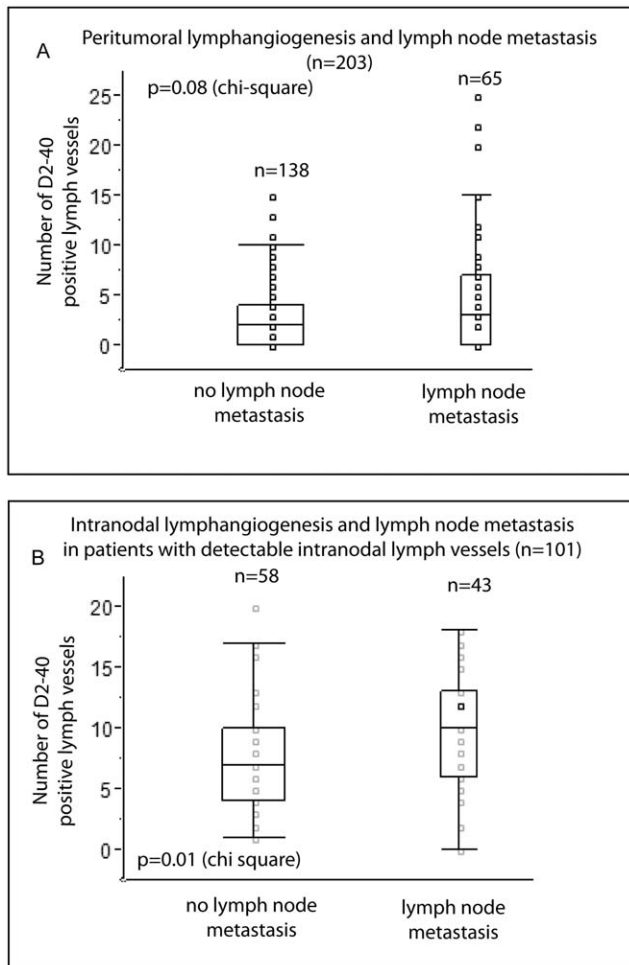 A
Peritumoral lymphangiogenesis and lymph node metastasis
(n=203)
p=0.08 (chi-square)
n=65
n=138
Number of D2-40
positive lymph vessels
25
20
15
10
5
0
no lymph node
metastasis
lymph node
metastasis
B
Intranodal lymphangiogenesis and lymph node metastasis
in patients with detectable intranodal lymph vessels (n=101)
n=58
n=43
Number of D2-40
positive lymph vessels
20
15
10
5
0
p=0.01 (chi square)
no lymph node
metastasis
lymph node
metastasis